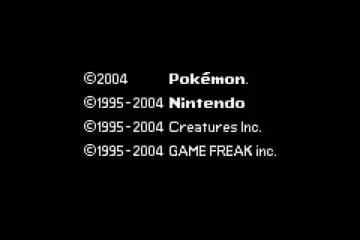 ©2004 Pokémon.
©1995-2004 Nintendo
©1995-2004 Creatures Inc.
©1995-2004 GAME FREAK inc.